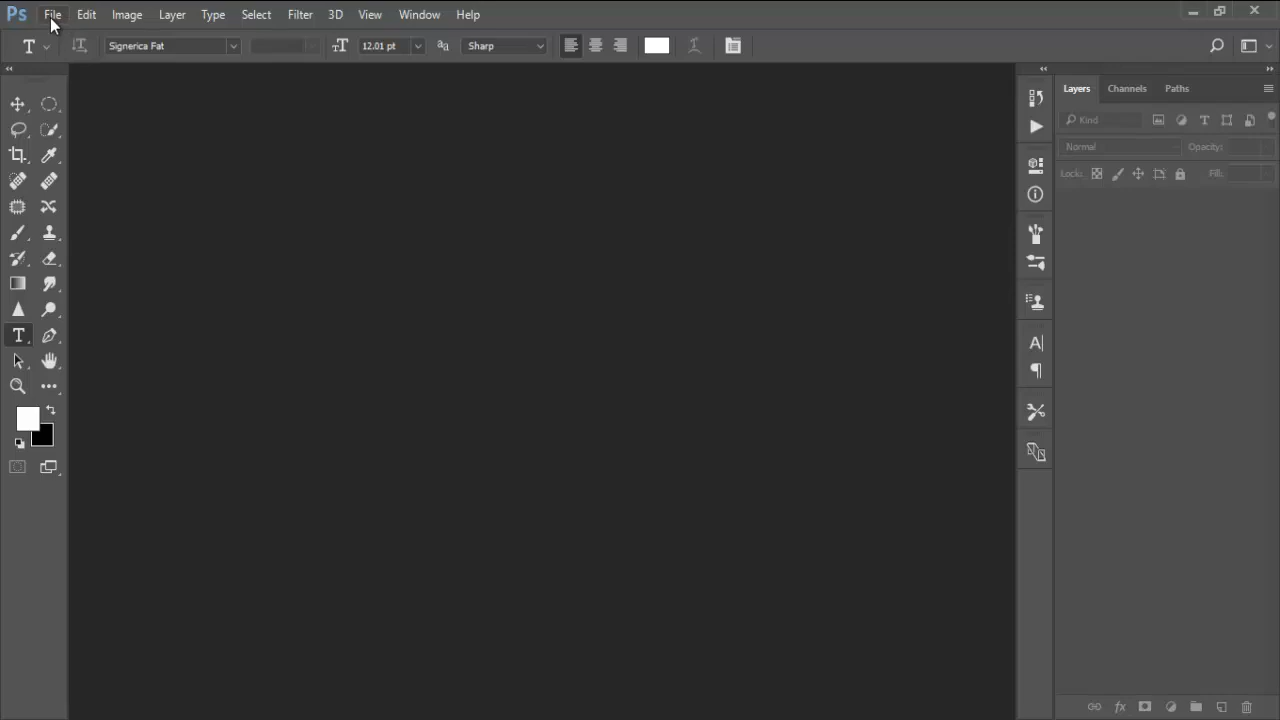 Ps File Edit Image Layer Type Select Filter 3D View Window Help
T Signerica Fat 12.01 pt Sharp
Layers Channels Paths
Kind
Normal Opacity:
Lock: Fill: